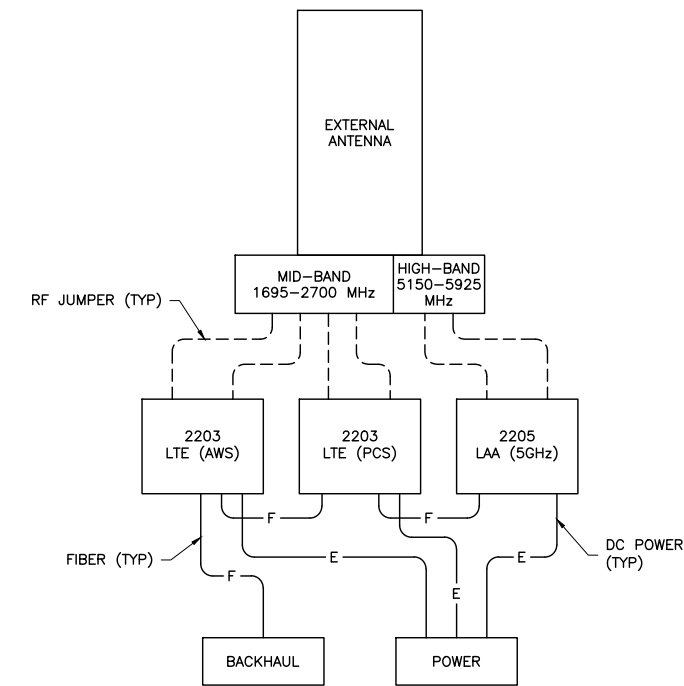 EXTERNAL
ANTENNA
MID-BAND
1695-2700 MHz
HIGH-BAND
5150-5925
MHz
RF JUMPER (TYP)
2203
LTE (AWS)
2203
LTE (PCS)
2205
LAA (5GHz)
F
F
FIBER (TYP)
E
E
DC POWER
(TYP)
F
E
BACKHAUL
POWER